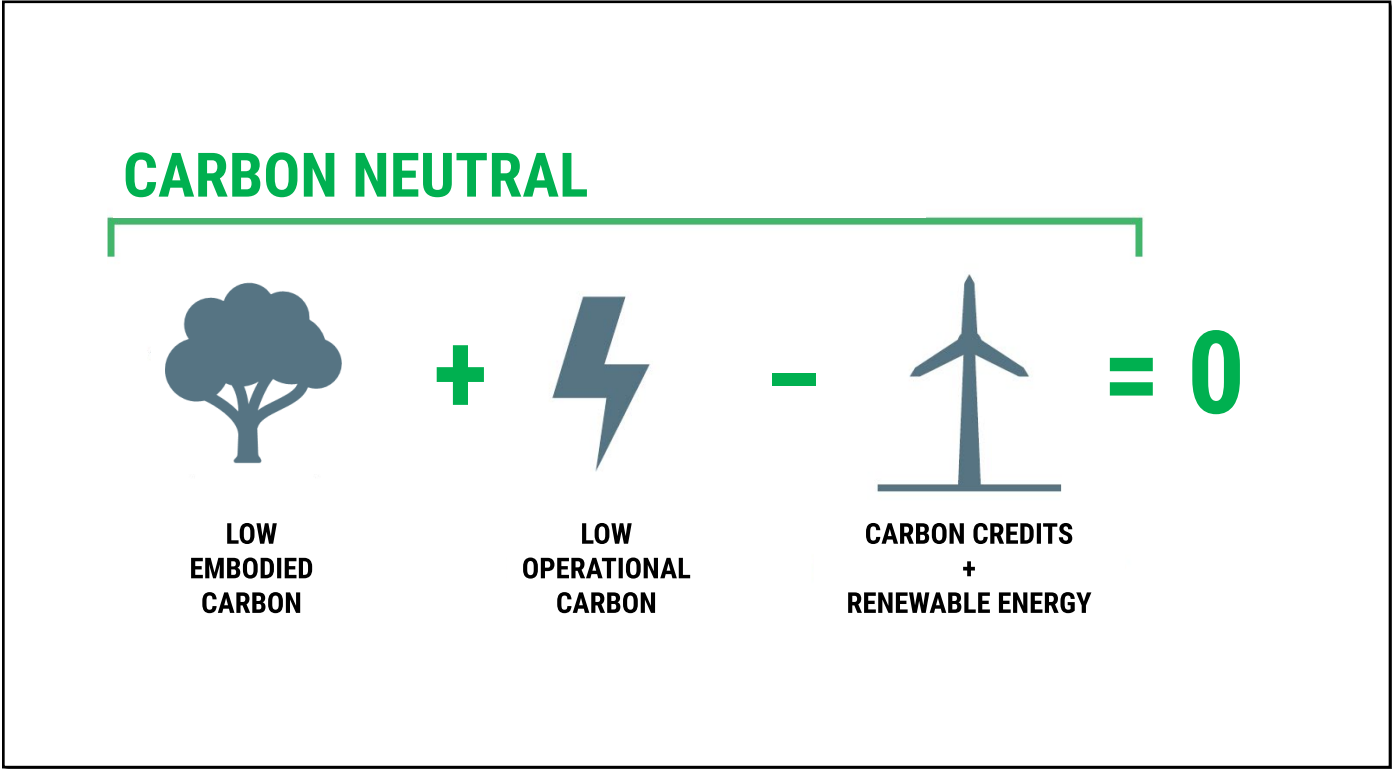 CARBON NEUTRAL
+ − = 0
LOW
EMBODIED
CARBON
LOW
OPERATIONAL
CARBON
CARBON CREDITS
+
RENEWABLE ENERGY